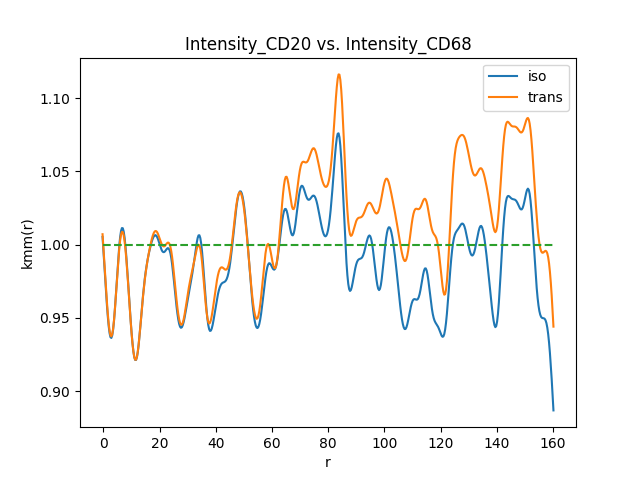 Intensity_CD20 vs. Intensity_CD68
iso
trans
1.10
1.05
1.00
0.95
0.90
kmm(r)
0 20 40 60 80 100 120 140 160
r